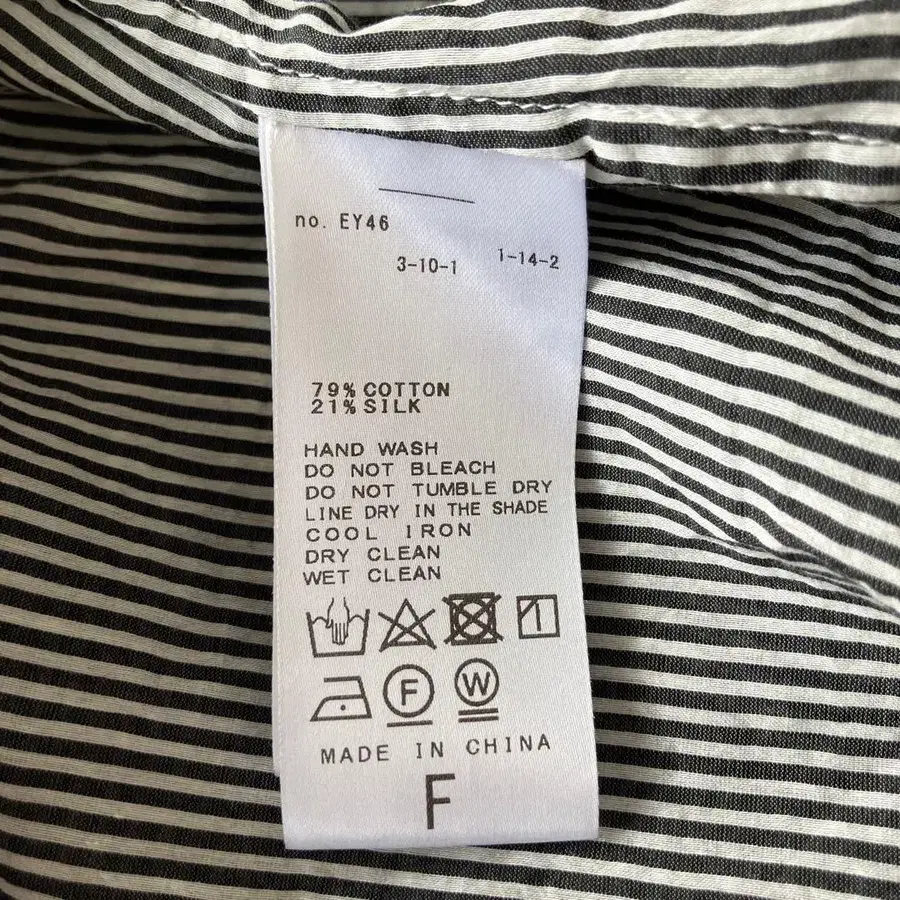 no. EY46
3-10-1 1-14-2
79% COTTON
21% SILK
HAND WASH
DO NOT BLEACH
DO NOT TUMBLE DRY
LINE DRY IN THE SHADE
COOL IRON
DRY CLEAN
WET CLEAN
F W
MADE IN CHINA
F